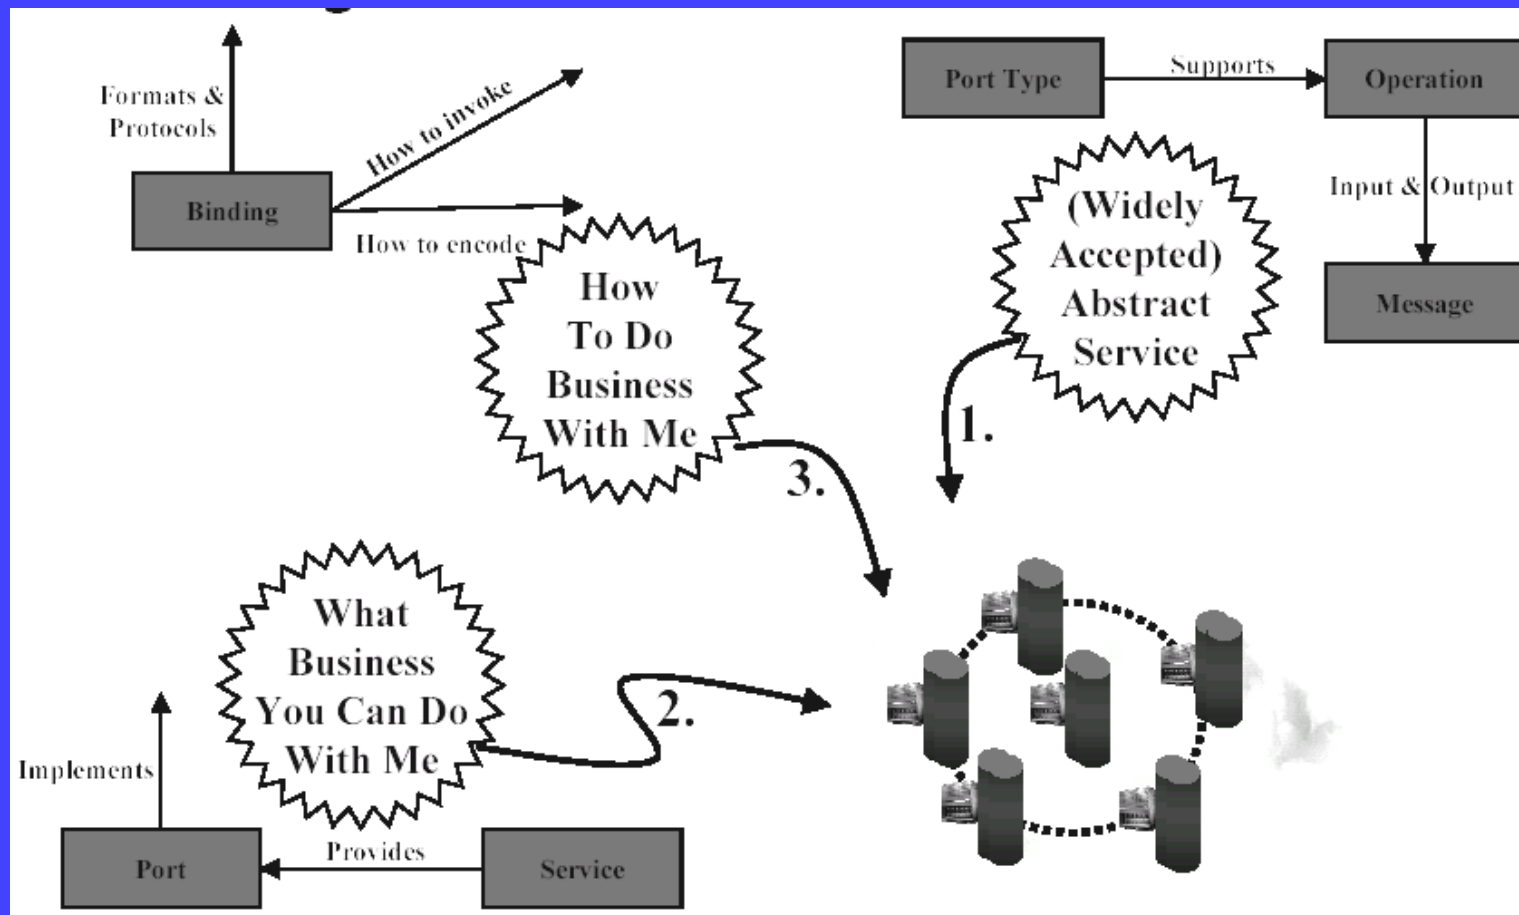 Formats &
Protocols
How to invoke
Binding
How to encode
Port Type
Supports
Operation
Input & Output
Message
(Widely
Accepted)
Abstract
Service
1.
How
To Do
Business
With Me
3.
What
Business
You Can Do
With Me
2.
Implements
Port
Provides
Service